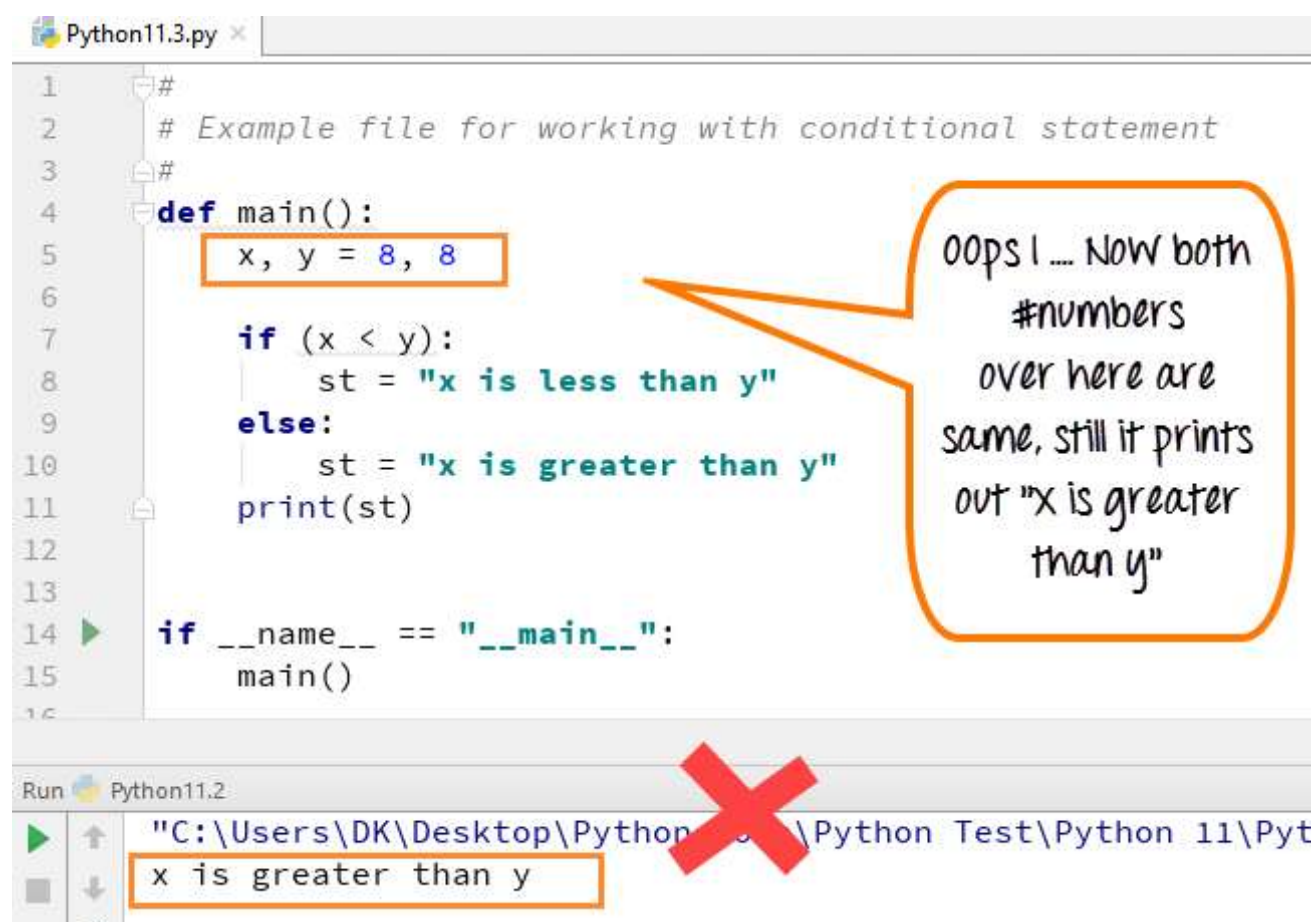 Python11.3.py
1 #
2 # Example file for working with conditional statement
3 #
4 def main():
5 x, y = 8, 8
6
7 if (x < y):
8 st = "x is less than y"
9 else:
10 st = "x is greater than y"
11 print(st)
12
13
14 if __name__ == "__main__":
15 main()
16
Oops ! .... Now both
#numbers
over here are
same, still it prints
out "x is greater
than y"
Run Python11.2
"C:\Users\DK\Desktop\Python \Python Test\Python 11\Pyt
x is greater than y